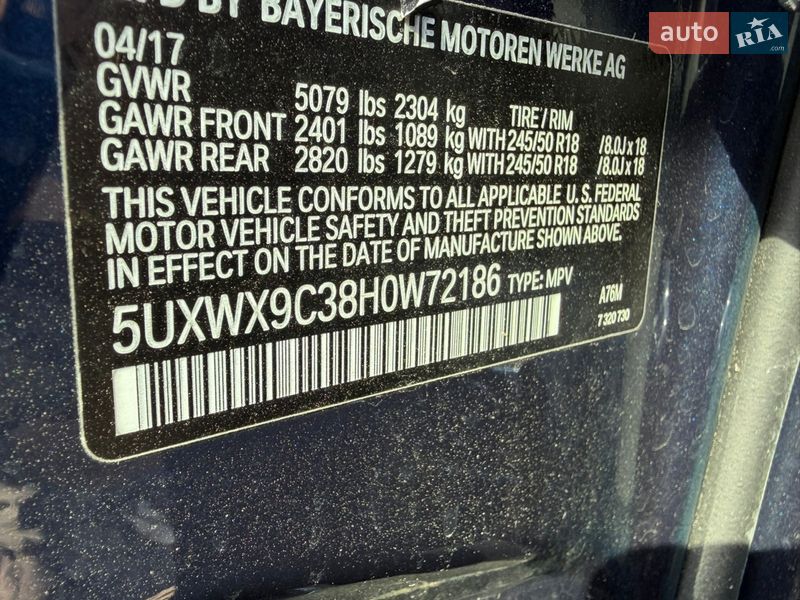 BY BAYERISCHE MOTOREN WERKE AG
04/17
GVWR 5079 lbs 2304 kg TIRE / RIM
GAWR FRONT 2401 lbs 1089 kg WITH 245/50 R18 /8.0J x 18
GAWR REAR 2820 lbs 1279 kg WITH 245/50 R18 /8.0J x 18
THIS VEHICLE CONFORMS TO ALL APPLICABLE U.S. FEDERAL
MOTOR VEHICLE SAFETY AND THEFT PREVENTION STANDARDS
IN EFFECT ON THE DATE OF MANUFACTURE SHOWN ABOVE.
5UXWX9C38H0W72186 TYPE: MPV A76M
7 320 730
auto RIA .com